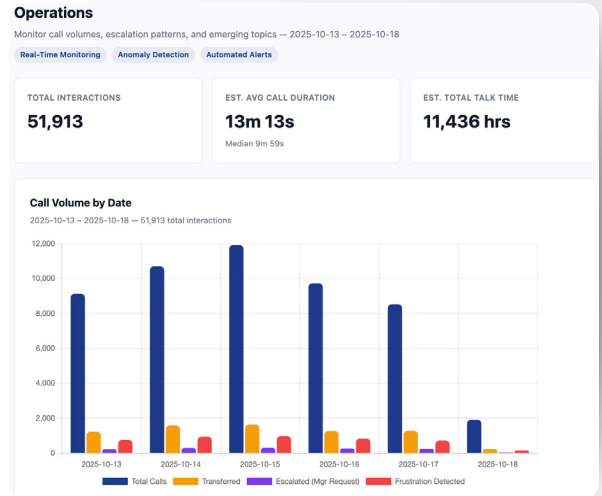 Operations
Monitor call volumes, escalation patterns, and emerging topics — 2025-10-13 – 2025-10-18
Real-Time Monitoring Anomaly Detection Automated Alerts
TOTAL INTERACTIONS
51,913
EST. AVG CALL DURATION
13m 13s
Median 9m 59s
EST. TOTAL TALK TIME
11,436 hrs
Call Volume by Date
2025-10-13 – 2025-10-18 — 51,913 total interactions
12,000
10,000
8,000
6,000
4,000
2,000
0
2025-10-13 2025-10-14 2025-10-15 2025-10-16 2025-10-17 2025-10-18
Total Calls Transferred Escalated (Mgr Request) Frustration Detected